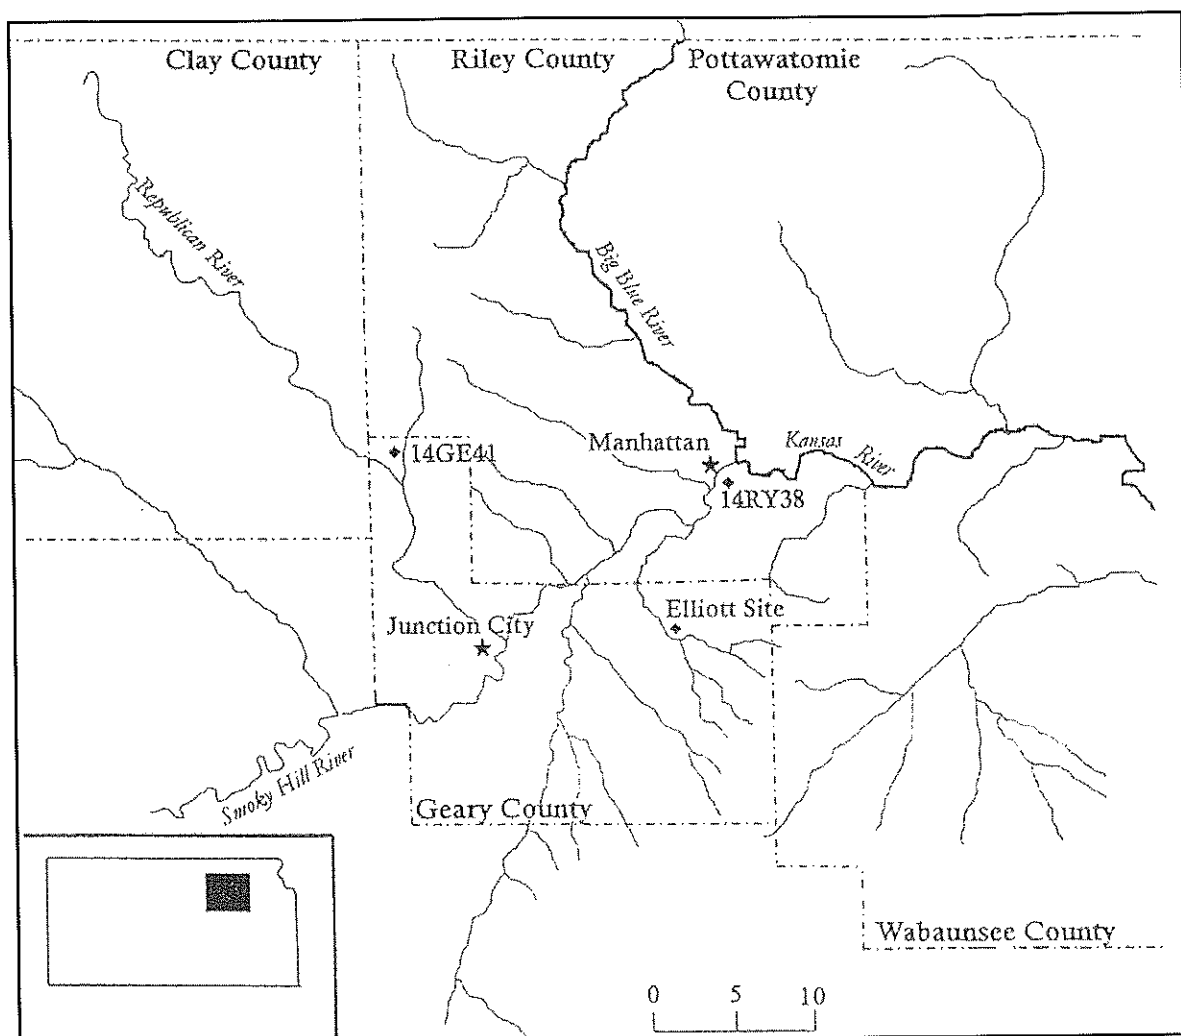 Clay County
Riley County
Pottawatomie
County
Republican River
Big Blue River
Manhattan
Kansas
River
14GE41
14RY38
Elliott Site
Junction City
Smoky Hill River
Geary County
Wabaunsee County
0 5 10